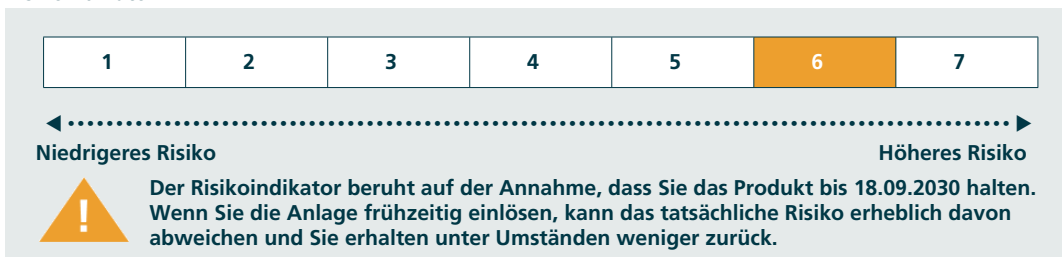 1 2 3 4 5 6 7
Niedrigeres Risiko Höheres Risiko
!
Der Risikoindikator beruht auf der Annahme, dass Sie das Produkt bis 18.09.2030 halten.
Wenn Sie die Anlage frühzeitig einlösen, kann das tatsächliche Risiko erheblich davon
abweichen und Sie erhalten unter Umständen weniger zurück.